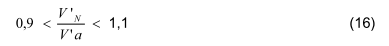 0,9 < V'N / V'a < 1,1 (16)